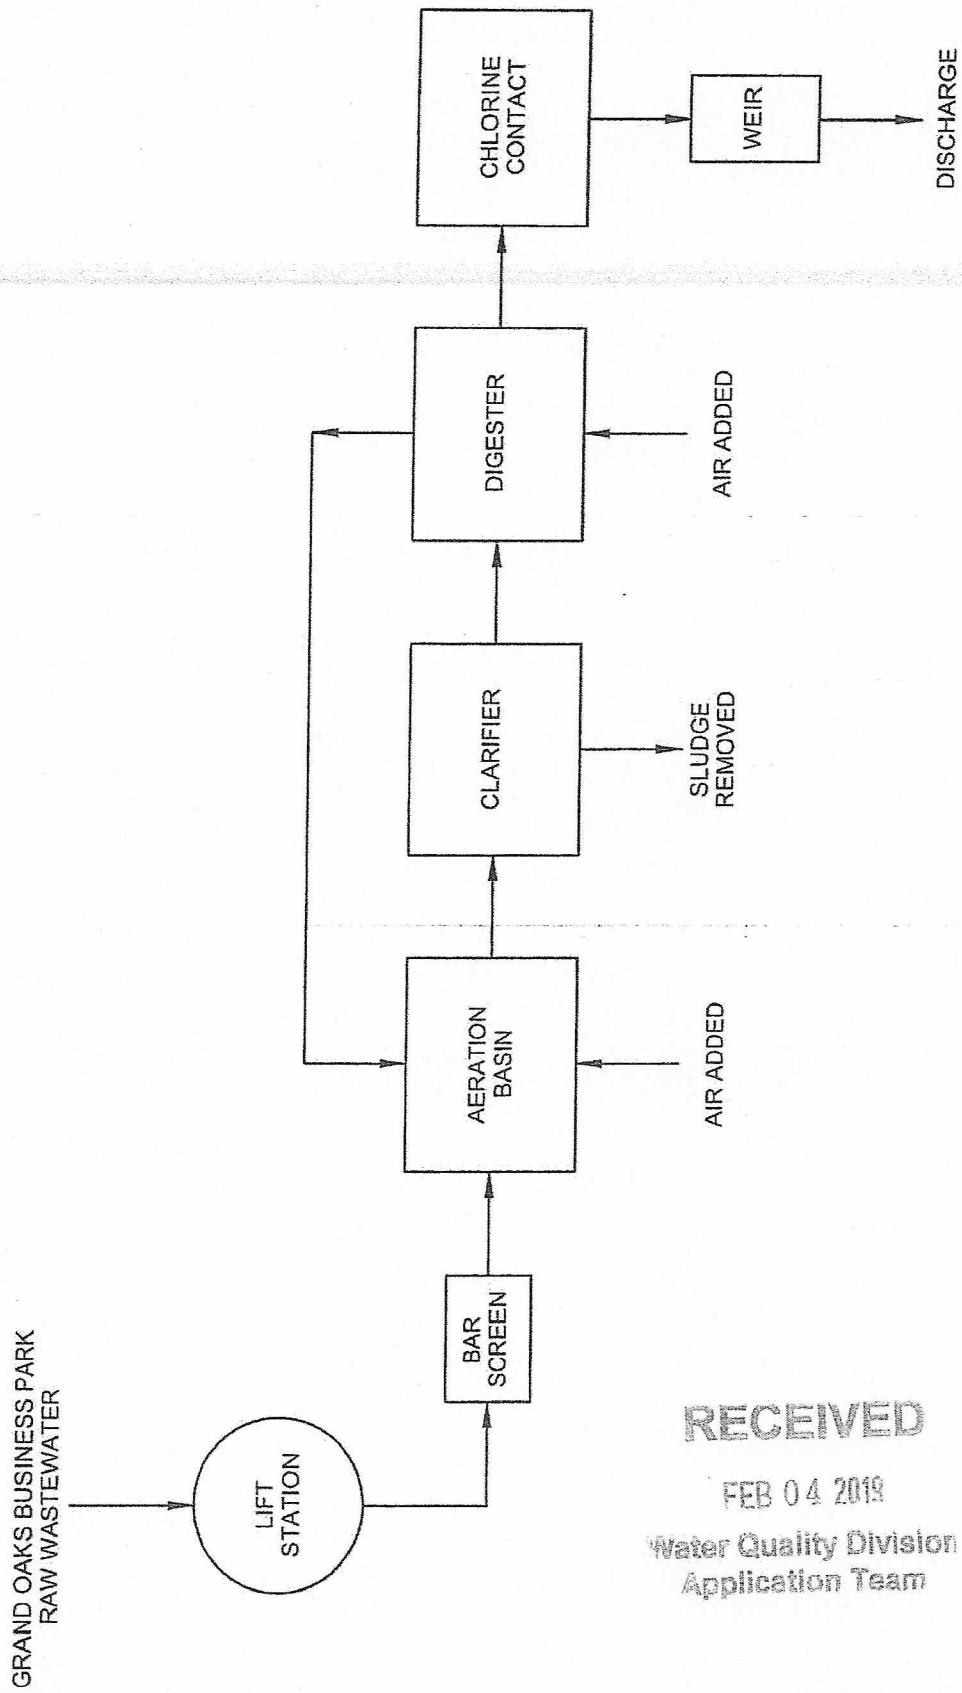 GRAND OAKS BUSINESS PARK
RAW WASTEWATER
LIFT
STATION
BAR
SCREEN
AERATION
BASIN
AIR ADDED
CLARIFIER
SLUDGE
REMOVED
DIGESTER
AIR ADDED
CHLORINE
CONTACT
WEIR
DISCHARGE
RECEIVED
FEB 04 2019
Water Quality Division
Application Team